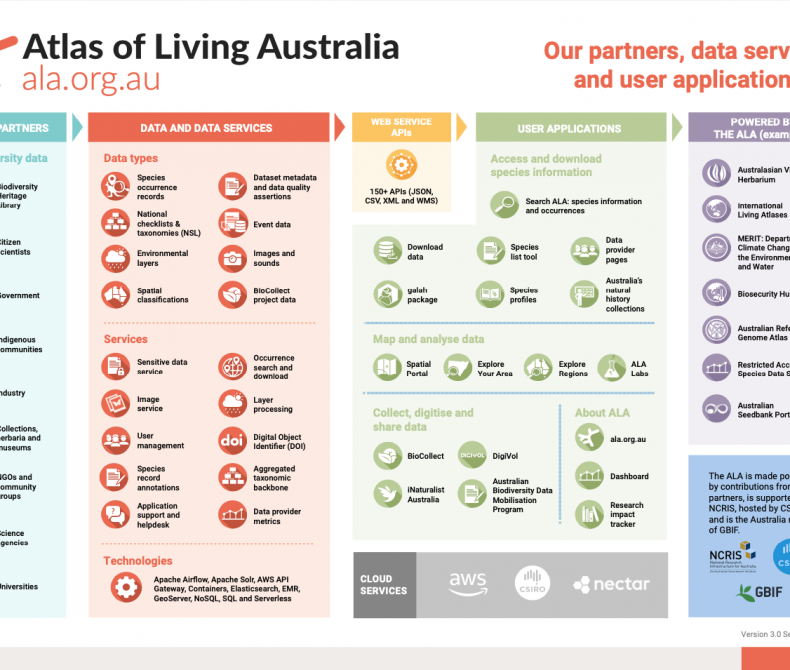 Atlas of Living Australia
ala.org.au
Our partners, data serv
and user application
PARTNERS
rsity data
Biodiversity
Heritage
Library
Citizen
scientists
Government
Indigenous
communities
Industry
Collections,
herbaria and
museums
NGOs and
community
groups
Science
agencies
Universities
DATA AND DATA SERVICES
Data types
Species
occurrence
records
Dataset metadata
and data quality
assertions
National
checklists &
taxonomies (NSL)
Event data
Environmental
layers
Images and
sounds
Spatial
classifications
BioCollect
project data
Services
Sensitive data
service
Occurrence
search and
download
Image
service
Layer
processing
User
management
doi
Digital Object
Identifier (DOI)
Species
record
annotations
Aggregated
taxonomic
backbone
Application
support and
helpdesk
Data provider
metrics
Technologies
Apache Airflow, Apache Solr, AWS API
Gateway, Containers, Elasticsearch, EMR,
GeoServer, NoSQL, SQL and Serverless
WEB SERVICE
APIs
150+ APIs (JSON,
CSV, XML and WMS)
USER APPLICATIONS
Access and download
species information
Search ALA: species information
and occurrences
Download
data
Species
list tool
Data
provider
pages
galah
package
Species
profiles
Australia's
natural
history
collections
Map and analyse data
Spatial
Portal
Explore
Your Area
Explore
Regions
ALA
Labs
Collect, digitise and
share data
BioCollect
DIGIVOL
DigiVol
iNaturalist
Australia
Australian
Biodiversity Data
Mobilisation
Program
About ALA
ala.org.au
Dashboard
Research
impact
tracker
CLOUD
SERVICES
aws
CSIRO
nectar
POWERED B
THE ALA (exam
Australasian Vi
Herbarium
International
Living Atlases
MERIT: Depart
Climate Chang
the Environme
and Water
Biosecurity Hu
Australian Refe
Genome Atlas
Restricted Acc
Species Data S
Australian
Seedbank Port
The ALA is made po
by contributions from
partners, is supporte
NCRIS, hosted by CS
and is the Australia n
of GBIF.
NCRIS
National Research
Infrastructure for Australia
CS
GBIF
Version 3.0 Se